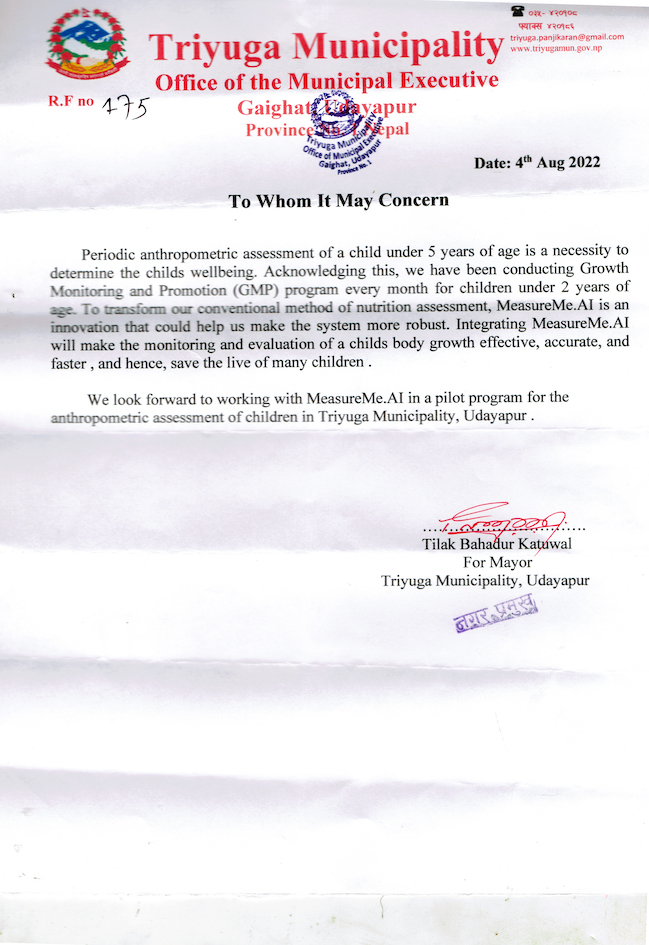 ☎ ०३५- ४२०१०८
फ्याक्स ४२०१८६
triyuga.panjikaran@gmail.com
www.triyugamun.gov.np
Triyuga Municipality
Office of the Municipal Executive
R.F no 175
Gaighat, Udayapur
Province No. 1, Nepal
Triyuga Municipality
Office of Municipal Executive
Gaighat, Udayapur
Province No. 1
Date: 4th Aug 2022
To Whom It May Concern
Periodic anthropometric assessment of a child under 5 years of age is a necessity to
determine the childs wellbeing. Acknowledging this, we have been conducting Growth
Monitoring and Promotion (GMP) program every month for children under 2 years of
age. To transform our conventional method of nutrition assessment, MeasureMe.AI is an
innovation that could help us make the system more robust. Integrating MeasureMe.AI
will make the monitoring and evaluation of a childs body growth effective, accurate, and
faster , and hence, save the live of many children .
We look forward to working with MeasureMe.AI in a pilot program for the
anthropometric assessment of children in Triyuga Municipality, Udayapur .
Tilak Bahadur Katuwal
For Mayor
Triyuga Municipality, Udayapur
नगर प्रमुख